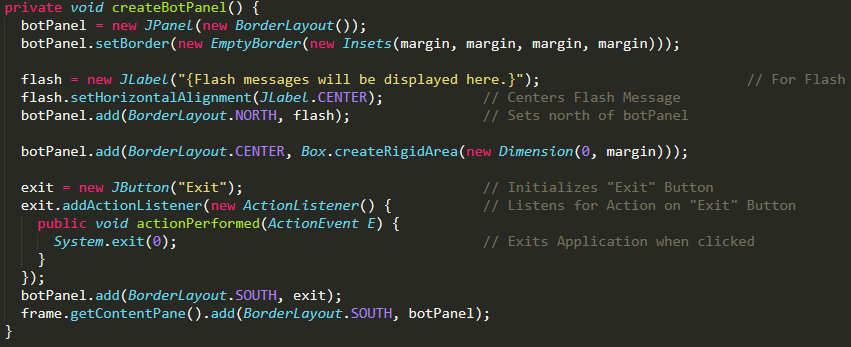 private void createBotPanel() {
  botPanel = new JPanel(new BorderLayout());
  botPanel.setBorder(new EmptyBorder(new Insets(margin, margin, margin, margin)));

  flash = new JLabel("{Flash messages will be displayed here.}");                          // For Flash
  flash.setHorizontalAlignment(JLabel.CENTER);            // Centers Flash Message
  botPanel.add(BorderLayout.NORTH, flash);                // Sets north of botPanel

  botPanel.add(BorderLayout.CENTER, Box.createRigidArea(new Dimension(0, margin)));

  exit = new JButton("Exit");                             // Initializes "Exit" Button
  exit.addActionListener(new ActionListener() {           // Listens for Action on "Exit" Button
    public void actionPerformed(ActionEvent E) {
      System.exit(0);                                     // Exits Application when clicked
    }
  });
  botPanel.add(BorderLayout.SOUTH, exit);
  frame.getContentPane().add(BorderLayout.SOUTH, botPanel);
}